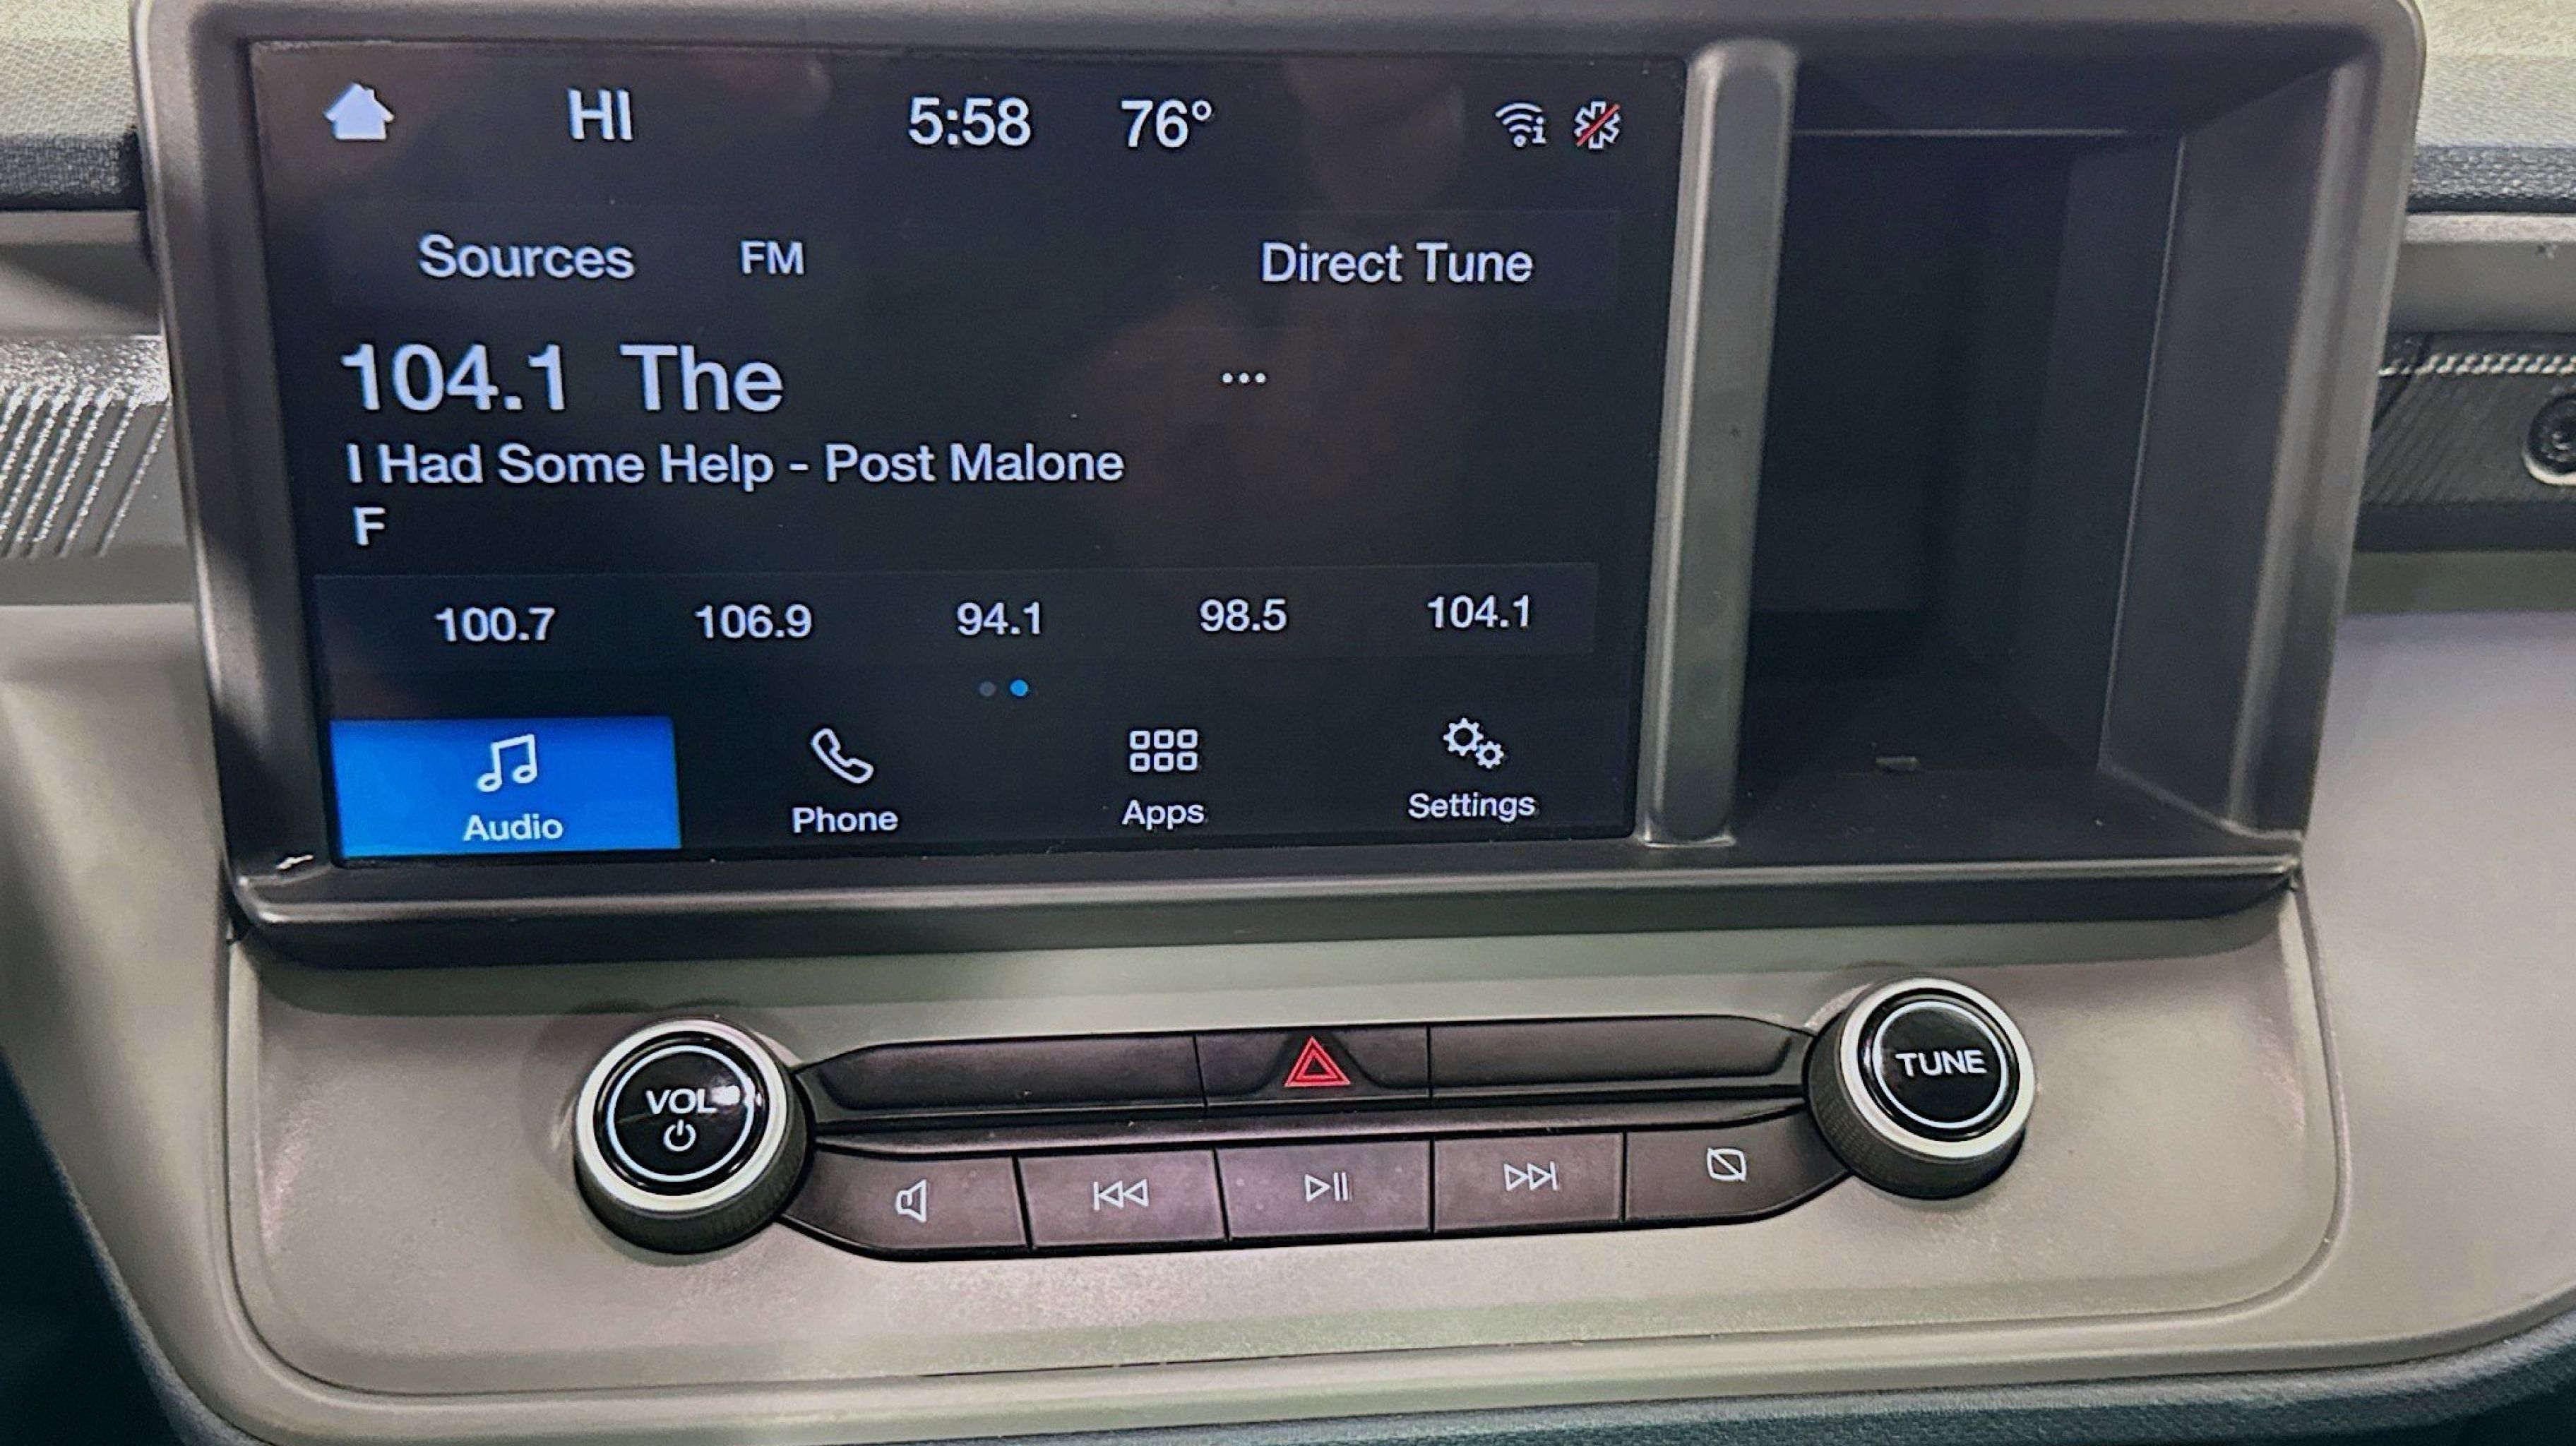 HI 5:58 76°
Sources FM Direct Tune
104.1 The ...
I Had Some Help - Post Malone
F
100.7 106.9 94.1 98.5 104.1
Audio Phone Apps Settings
VOL TUNE